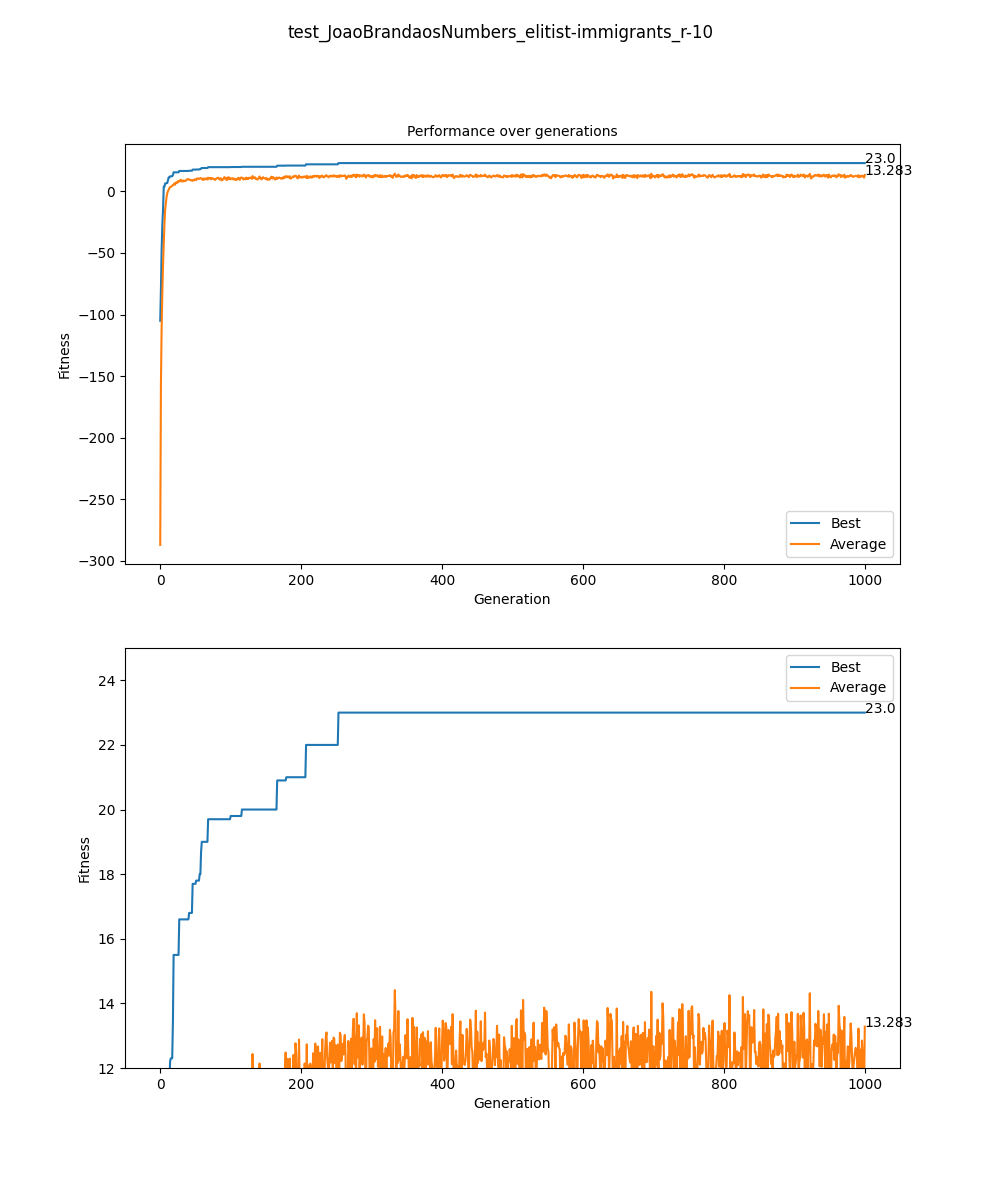 test_JoaoBrandaosNumbers_elitist-immigrants_r-10
Performance over generations
23.0
13.283
0
−50
−100
−150
−200
−250
−300
Fitness
Best
Average
0 200 400 600 800 1000
Generation
Best
Average
23.0
13.283
24
22
20
18
16
14
12
Fitness
0 200 400 600 800 1000
Generation